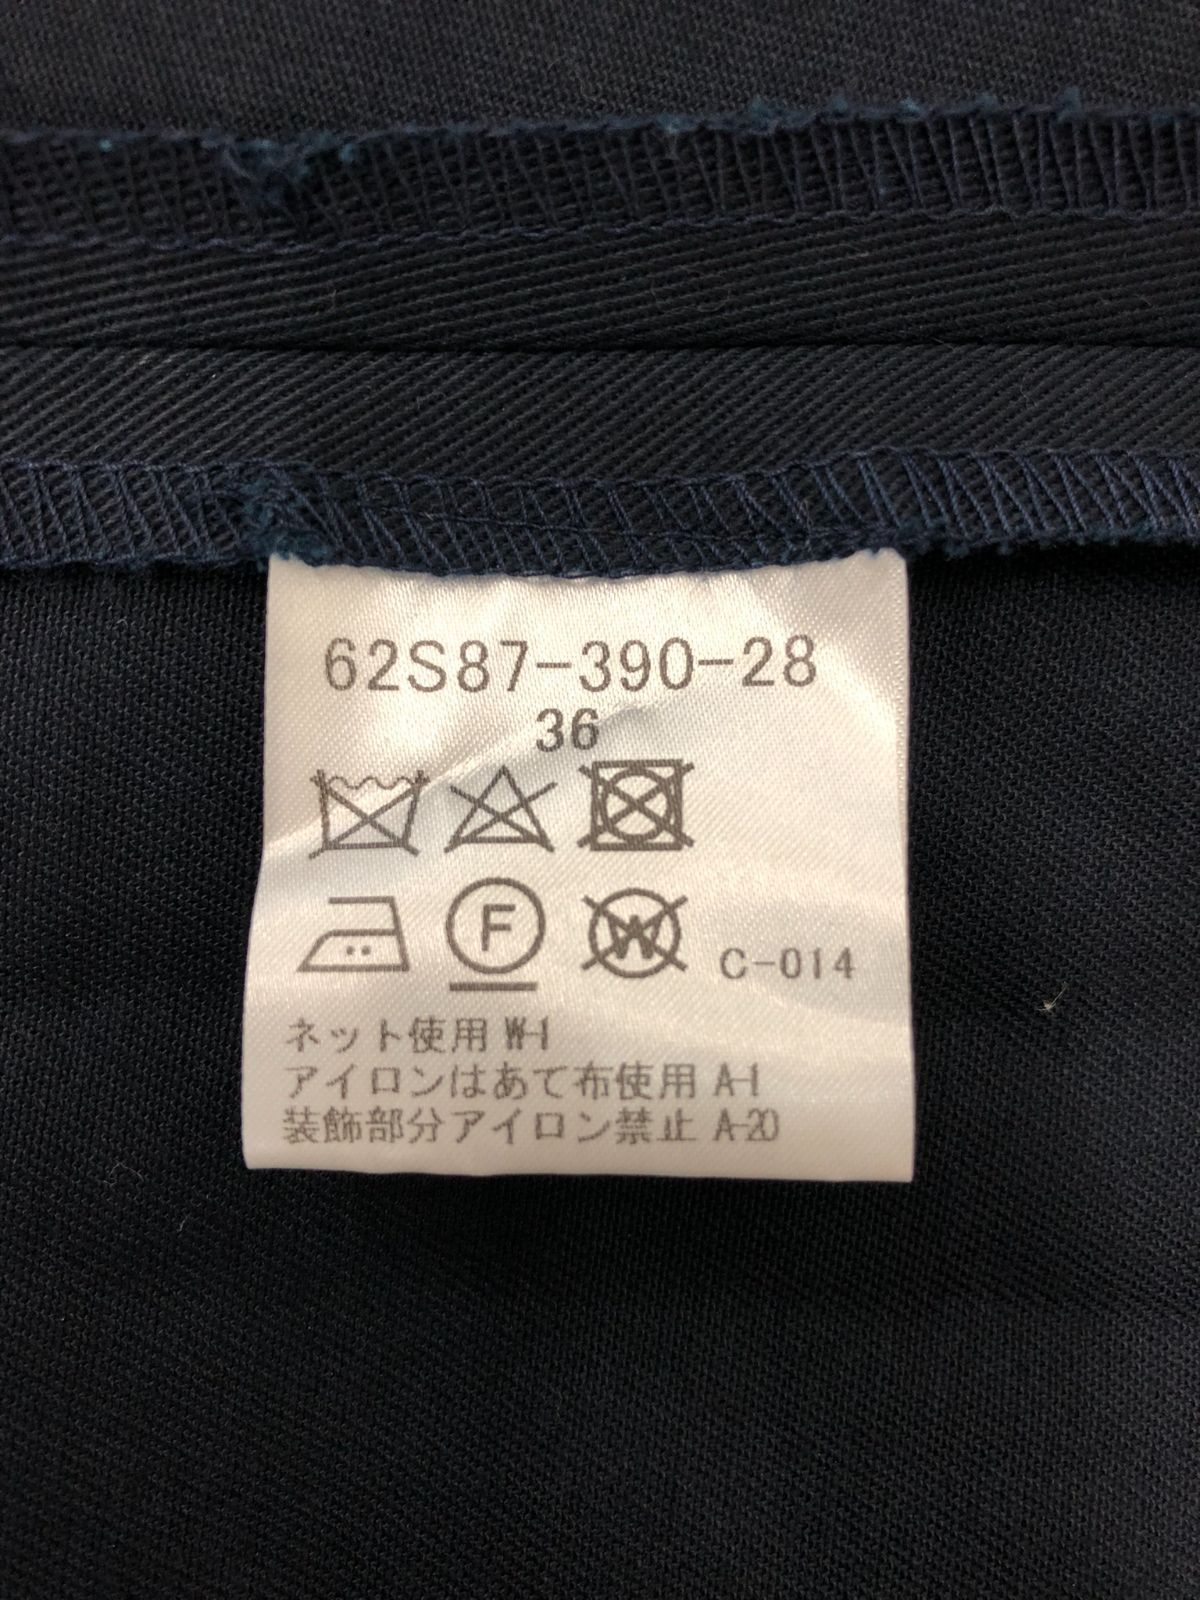 62S87-390-28
36
F
W
C-014
ネット使用 W-1
アイロンはあて布使用 A-1
装飾部分アイロン禁止 A-20